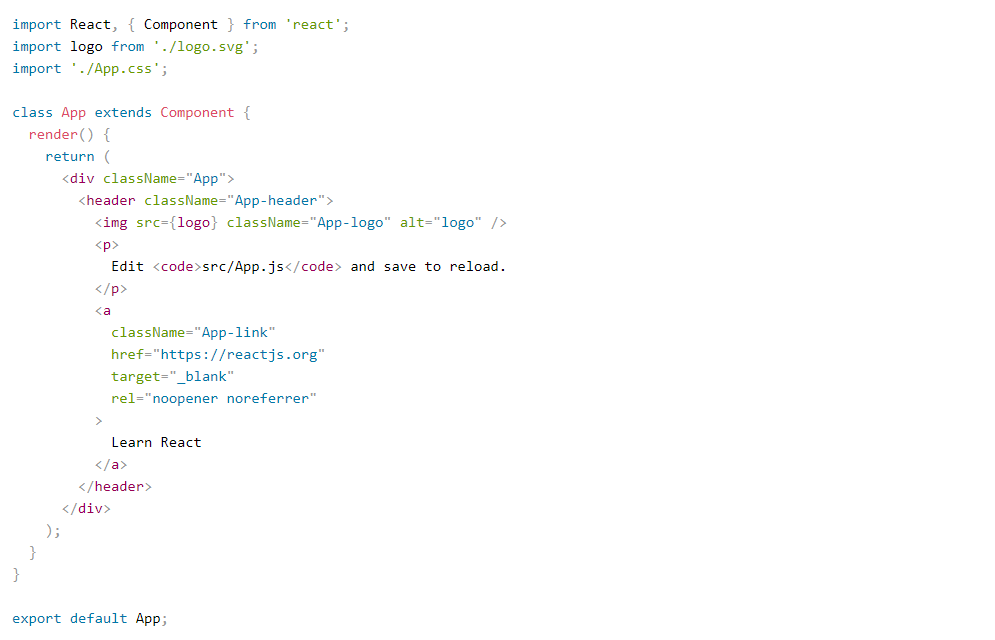 import React, { Component } from 'react';
import logo from './logo.svg';
import './App.css';

class App extends Component {
  render() {
    return (
      <div className="App">
        <header className="App-header">
          <img src={logo} className="App-logo" alt="logo" />
          <p>
            Edit <code>src/App.js</code> and save to reload.
          </p>
          <a
            className="App-link"
            href="https://reactjs.org"
            target="_blank"
            rel="noopener noreferrer"
          >
            Learn React
          </a>
        </header>
      </div>
    );
  }
}

export default App;